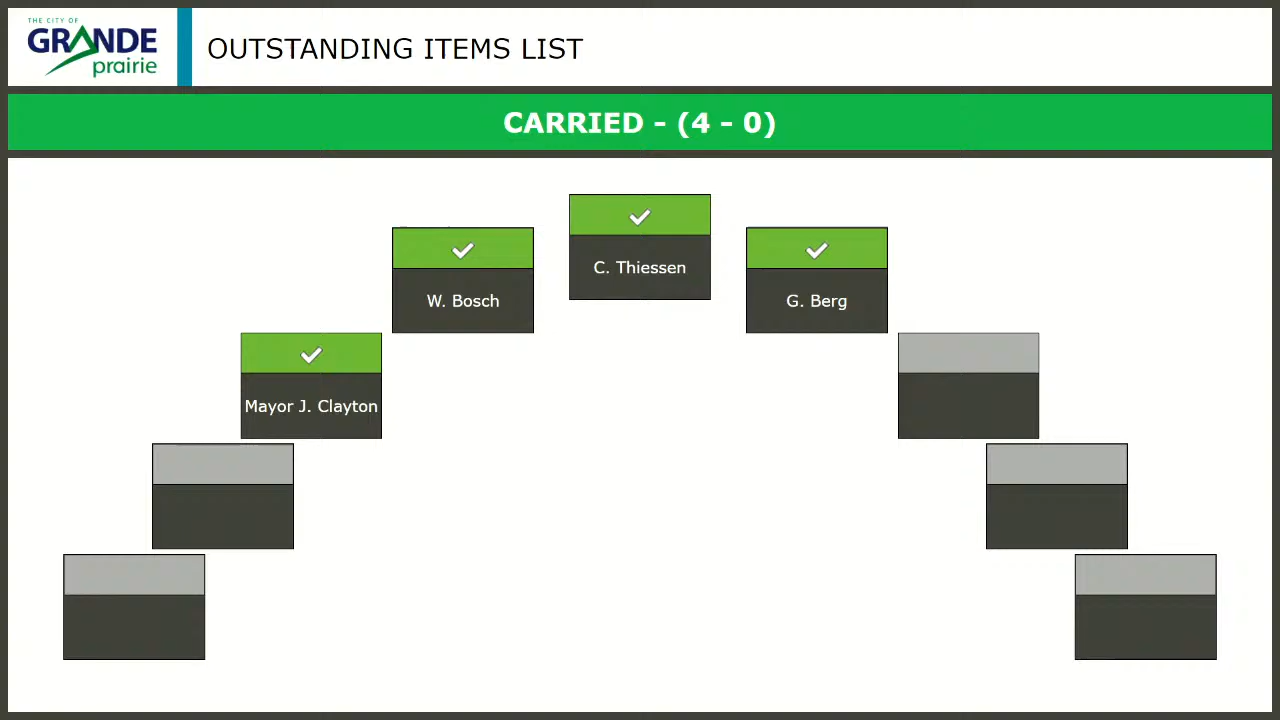 THE CITY OF
GRANDE
prairie
OUTSTANDING ITEMS LIST
CARRIED - (4 - 0)
C. Thiessen
W. Bosch
G. Berg
Mayor J. Clayton